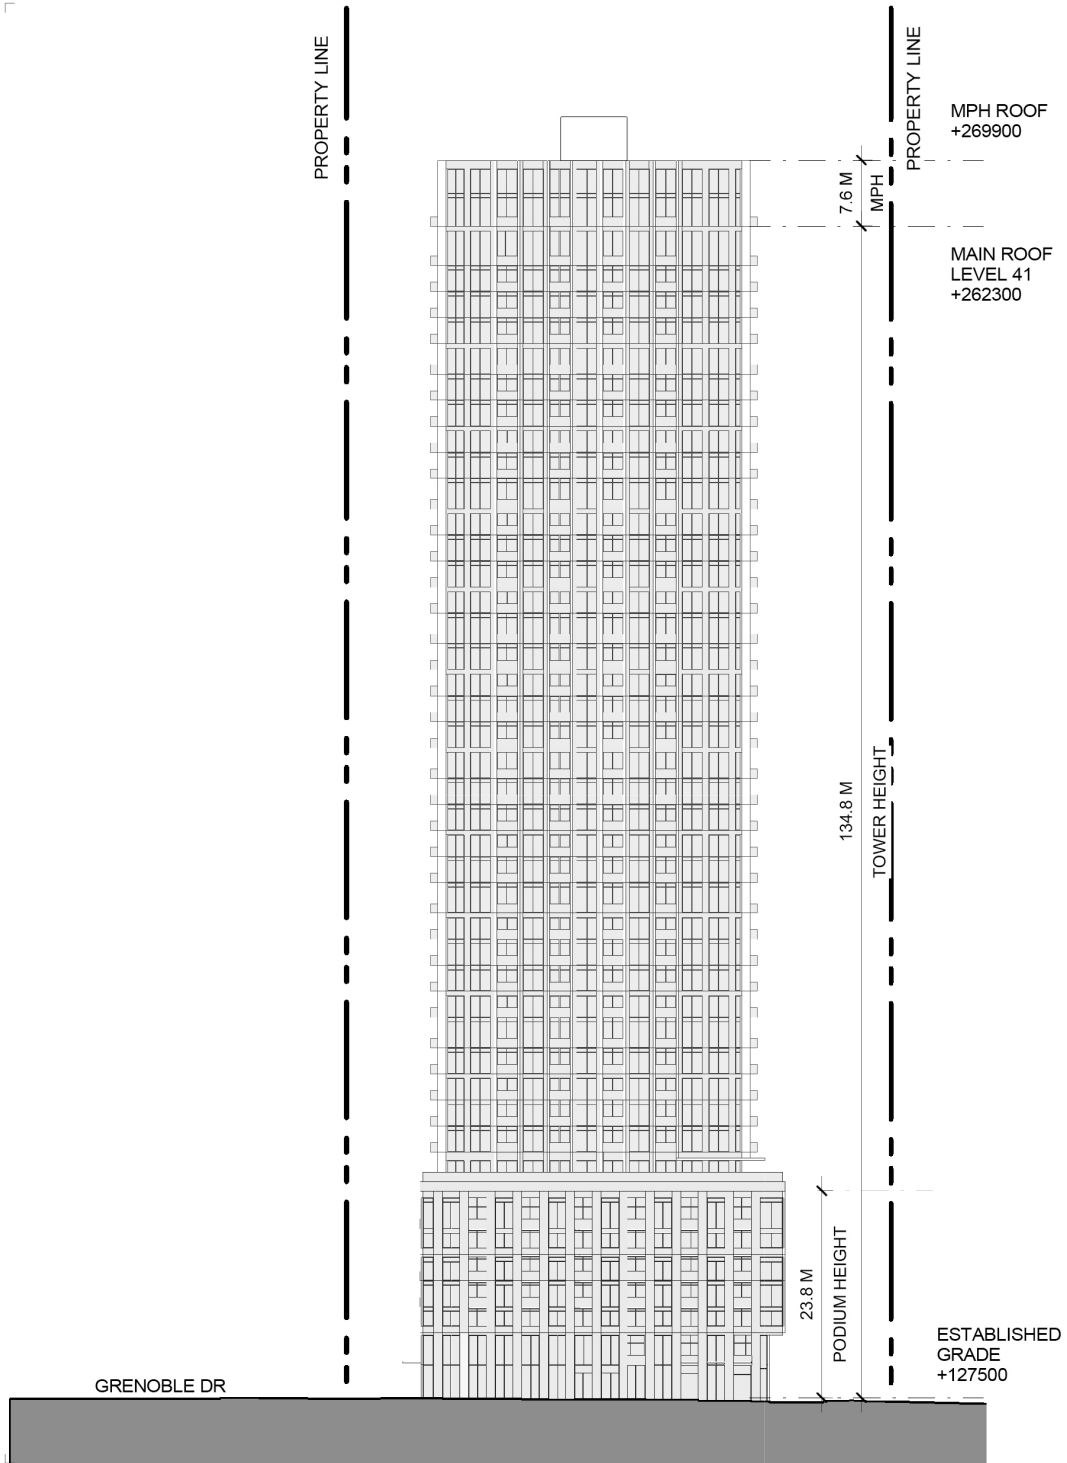 PROPERTY LINE
PROPERTY LINE
MPH ROOF
+269900
7.6 M
MPH
MAIN ROOF
LEVEL 41
+262300
134.8 M
TOWER HEIGHT
23.8 M
PODIUM HEIGHT
ESTABLISHED
GRADE
+127500
GRENOBLE DR